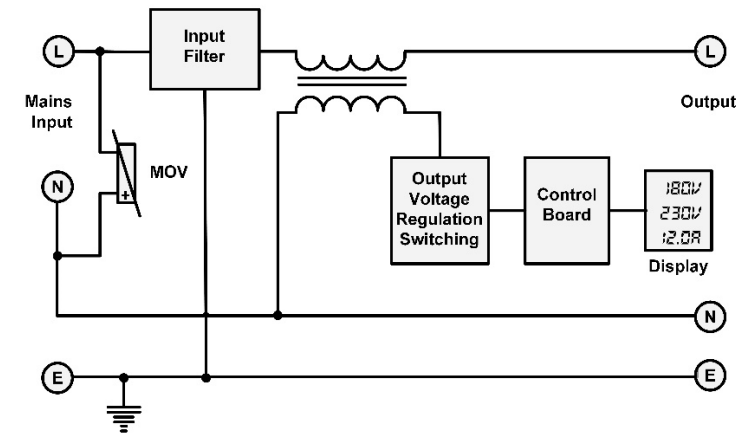 L
Input
Filter
L
Mains
Input
Output
MOV
N
+
Output
Voltage
Regulation
Switching
Control
Board
180V
230V
12.0A
Display
N
E
E